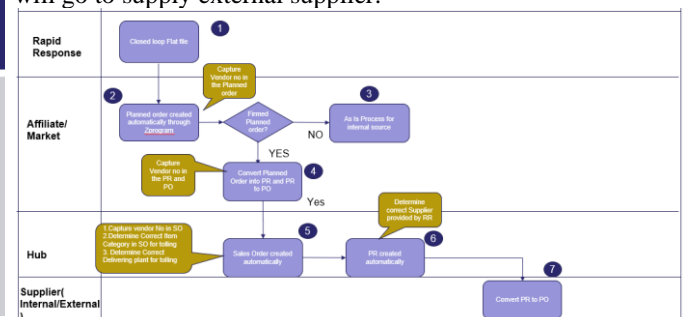 will go to supply external supplier.
Rapid
Response
Closed loop Flat file
1
Capture
Vendor no in
the Planned
order
2
Planned order created
automatically through
Zprogram
Firmed
Planned
order?
NO
3
As Is Process for
internal source
Affiliate/
Market
YES
Capture
Vendor no in
the PR and
PO
Convert Planned
Order into PR and PR
to PO
4
Yes
Determine
correct Supplier
provided by RR
1.Capture vendor No in SO
2.Determine Correct Item
Category in SO for tolling
3. Determine Correct
Delivering plant for tolling
Hub
5
Sales Order created
automatically
6
PR created
automatically
Supplier(
Internal/External
)
7
Convert PR to PO